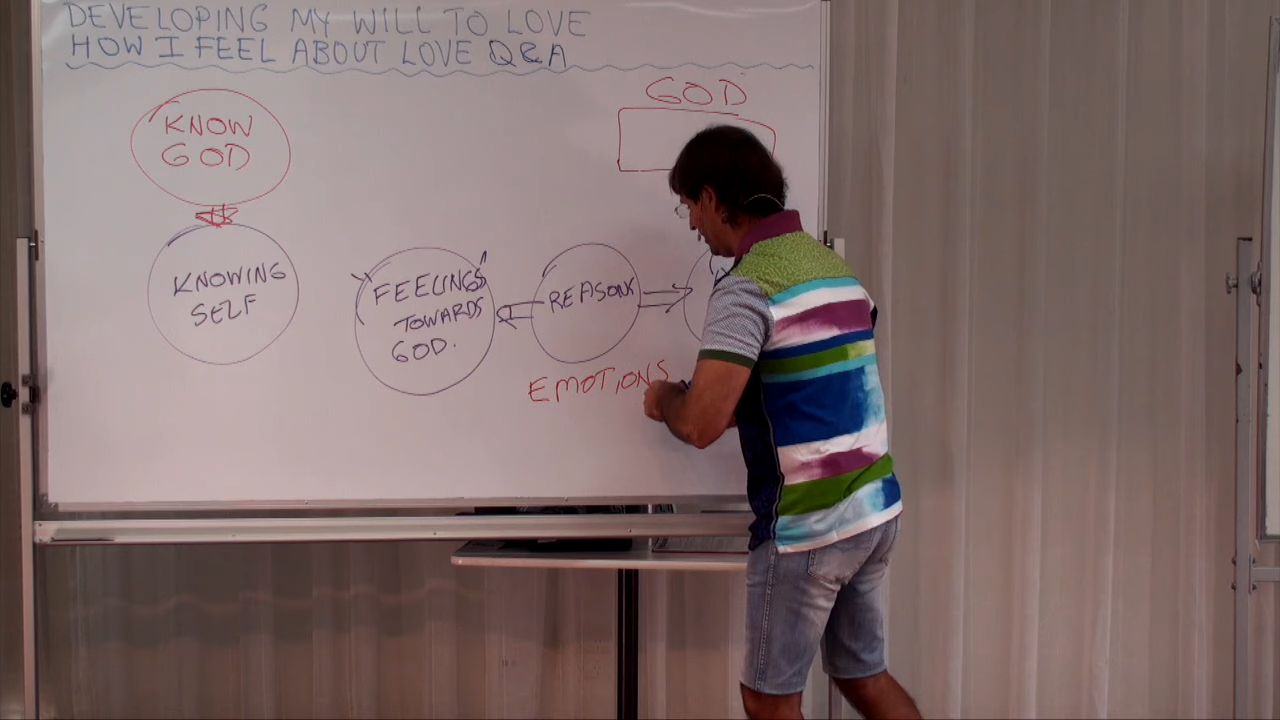 DEVELOPING MY WILL TO LOVE
HOW I FEEL ABOUT LOVE Q&A
GOD
KNOW
GOD
KNOWING
SELF
FEELINGS
TOWARDS
GOD.
REASONS
EMOTIONS